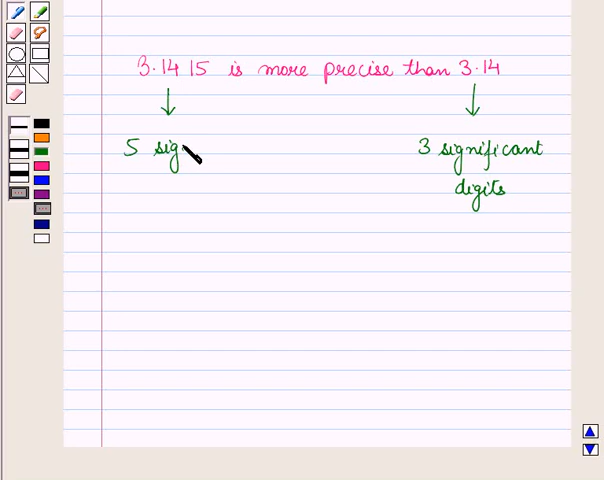 3.1415 is more precise than 3.14
5 sig
3 significant
digits